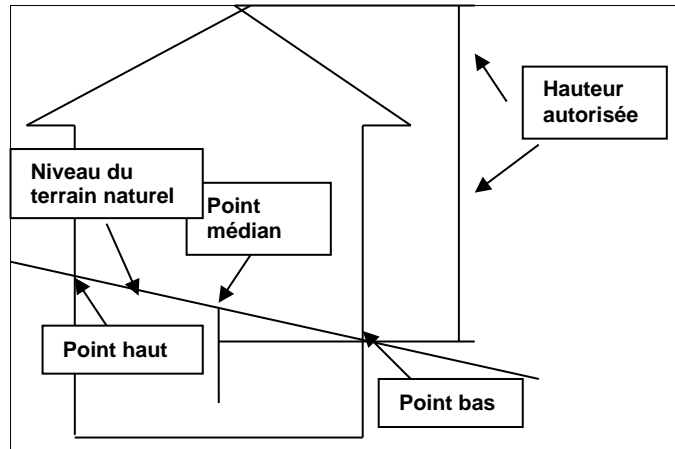 Hauteur
autorisée
Niveau du
terrain naturel
Point
médian
Point haut
Point bas